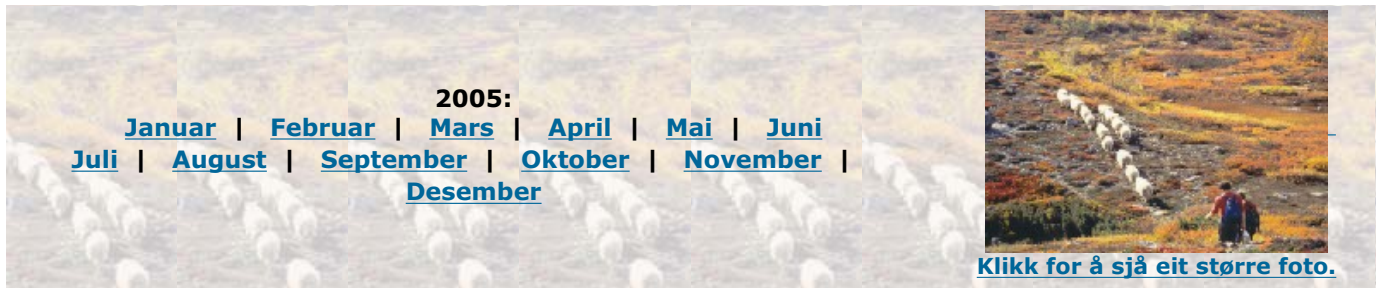 2005:
Januar | Februar | Mars | April | Mai | Juni
Juli | August | September | Oktober | November |
Desember
Klikk for å sjå eit større foto.